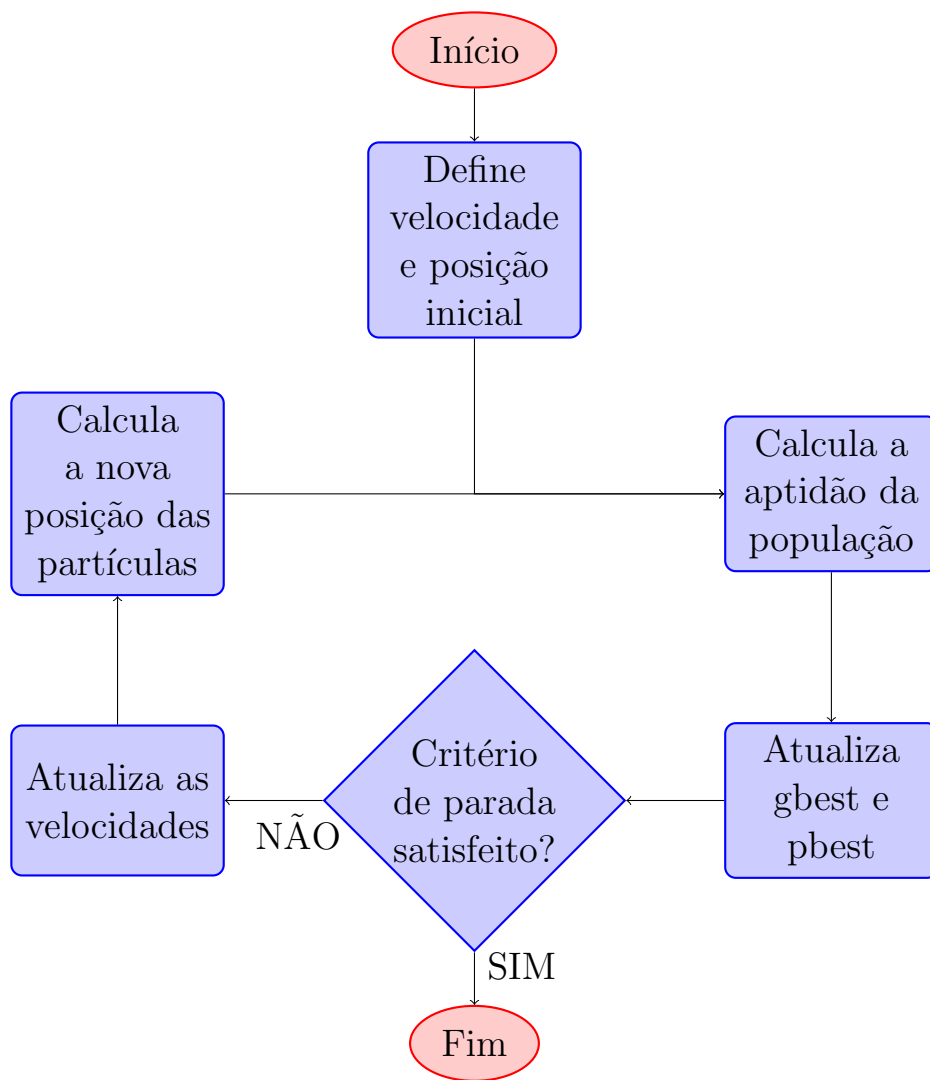 Início
Define
velocidade
e posição
inicial
Calcula
a nova
posição das
partículas
Calcula a
aptidão da
população
Atualiza as
velocidades
NÃO
Critério
de parada
satisfeito?
Atualiza
gbest e
pbest
SIM
Fim